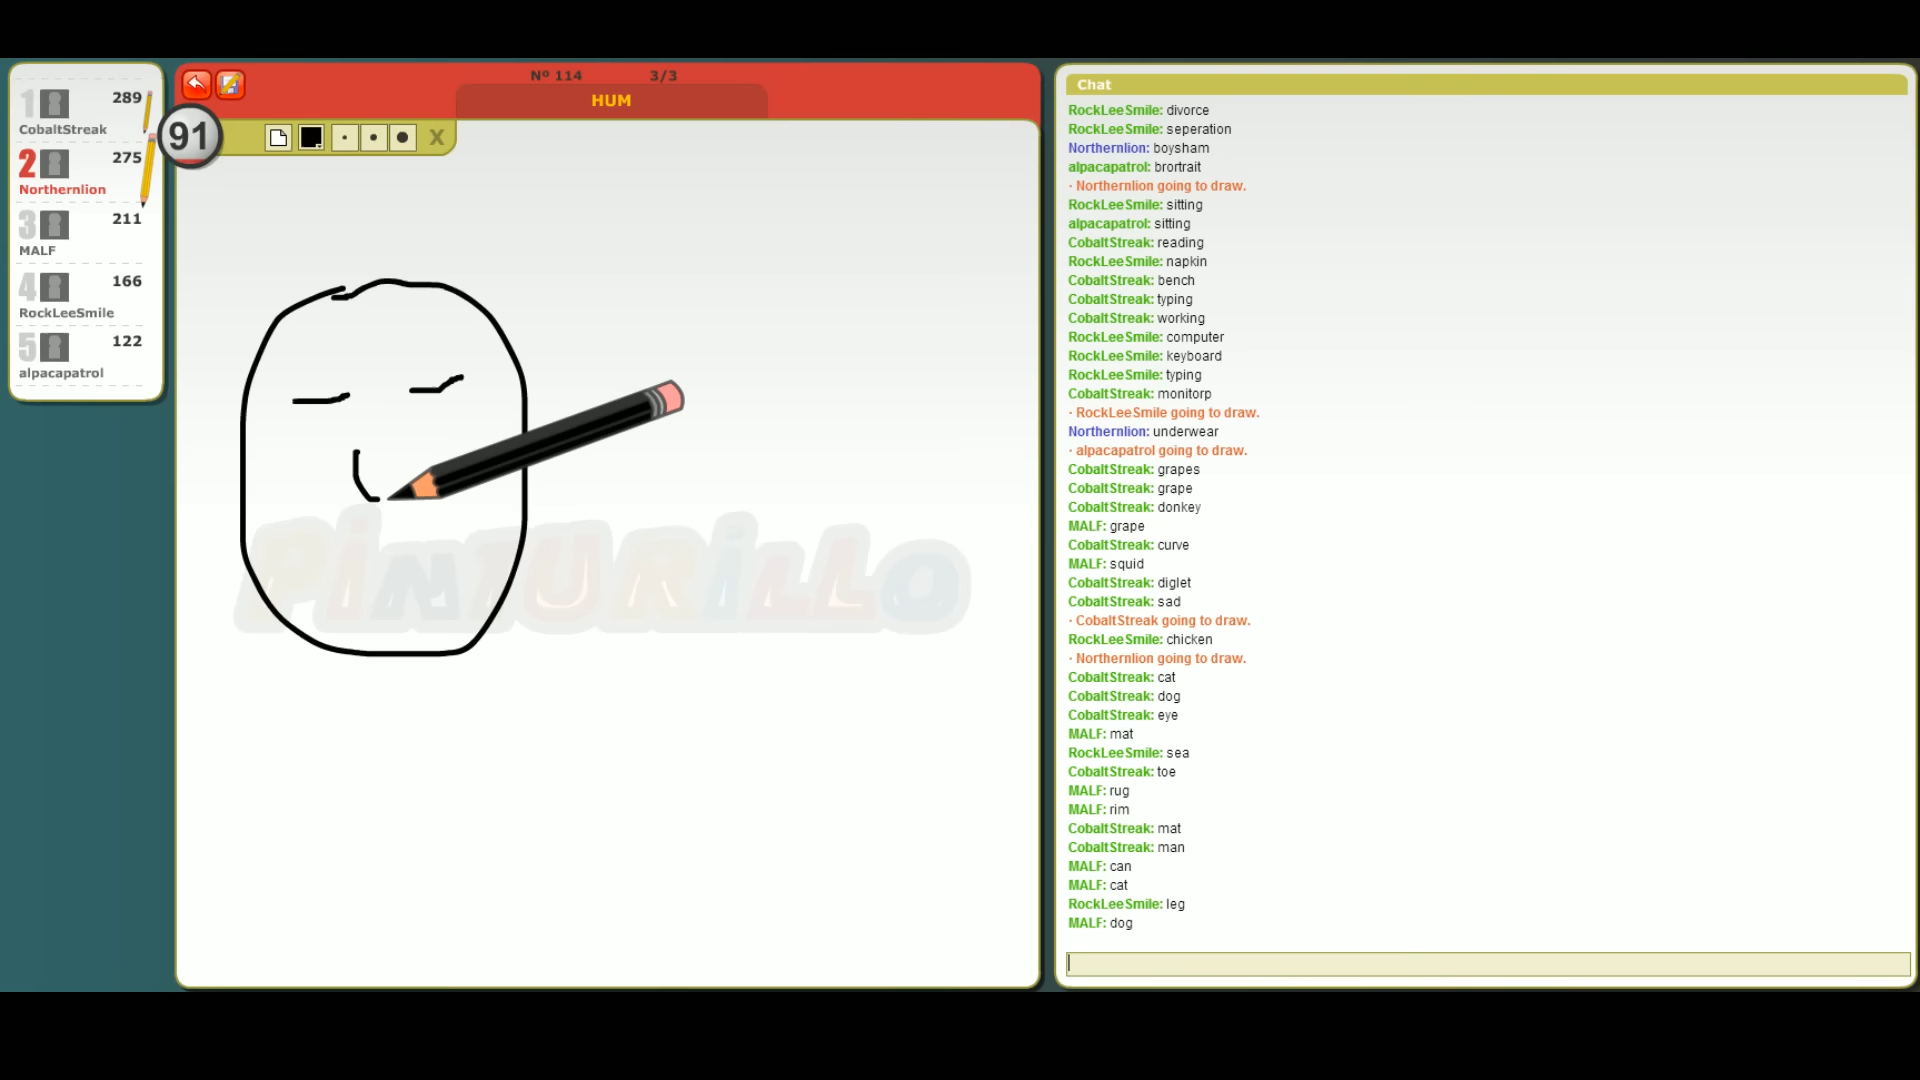 1 289
CobaltStreak
2 275
Northernlion
3 211
MALF
4 166
RockLeeSmile
5 122
alpacapatrol
Nº 114 3/3
HUM
91
X
PINTURILLO
Chat
RockLeeSmile: divorce
RockLeeSmile: seperation
Northernlion: boysham
alpacapatrol: brortrait
· Northernlion going to draw.
RockLeeSmile: sitting
alpacapatrol: sitting
CobaltStreak: reading
RockLeeSmile: napkin
CobaltStreak: bench
CobaltStreak: typing
CobaltStreak: working
RockLeeSmile: computer
RockLeeSmile: keyboard
RockLeeSmile: typing
CobaltStreak: monitorp
· RockLeeSmile going to draw.
Northernlion: underwear
· alpacapatrol going to draw.
CobaltStreak: grapes
CobaltStreak: grape
CobaltStreak: donkey
MALF: grape
CobaltStreak: curve
MALF: squid
CobaltStreak: diglet
CobaltStreak: sad
· CobaltStreak going to draw.
RockLeeSmile: chicken
· Northernlion going to draw.
CobaltStreak: cat
CobaltStreak: dog
CobaltStreak: eye
MALF: mat
RockLeeSmile: sea
CobaltStreak: toe
MALF: rug
MALF: rim
CobaltStreak: mat
CobaltStreak: man
MALF: can
MALF: cat
RockLeeSmile: leg
MALF: dog